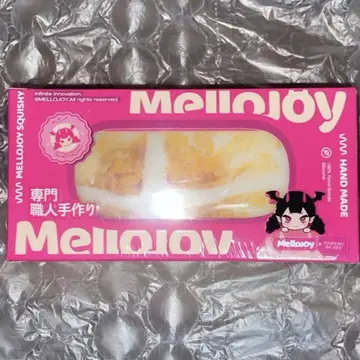 Infinite Innovation.
©MELLOJOY.All rights reserved.
MelloJoy
MELLOJOY SQUISHY
HAND MADE
専門
職人手作り
MelloJoy
MelloJoy